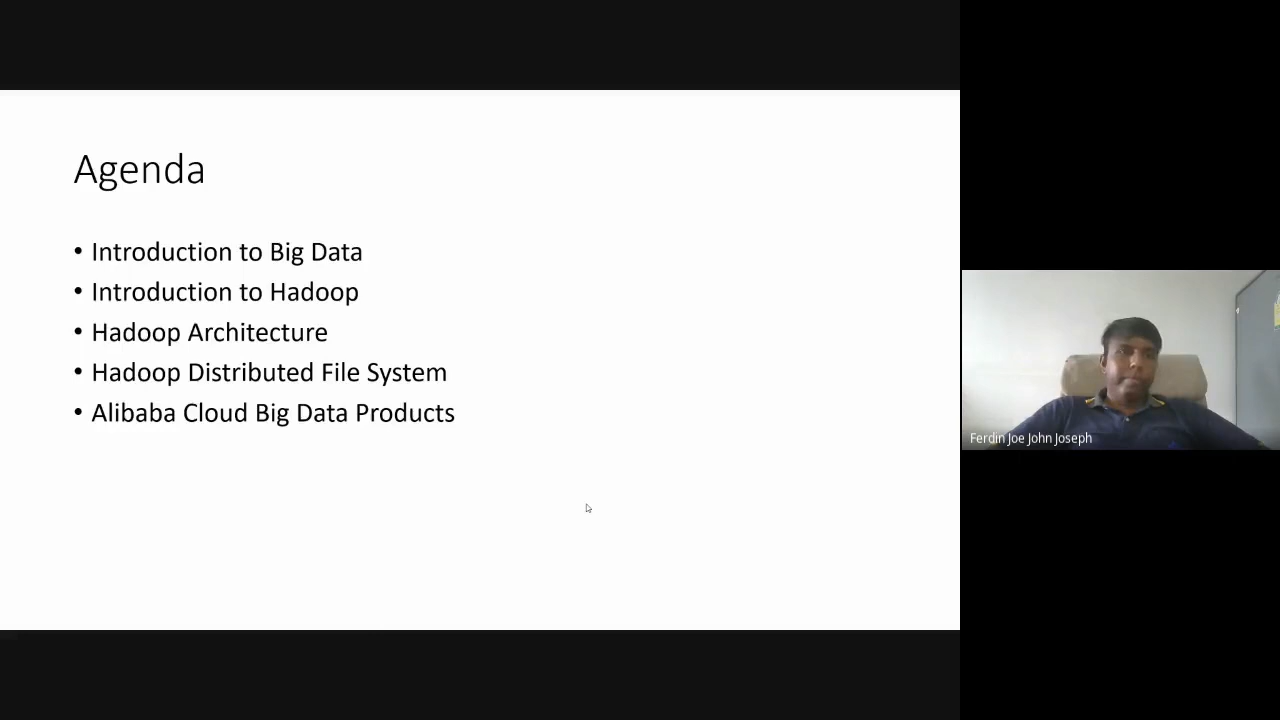 Agenda
• Introduction to Big Data
• Introduction to Hadoop
• Hadoop Architecture
• Hadoop Distributed File System
• Alibaba Cloud Big Data Products
Ferdin Joe John Joseph